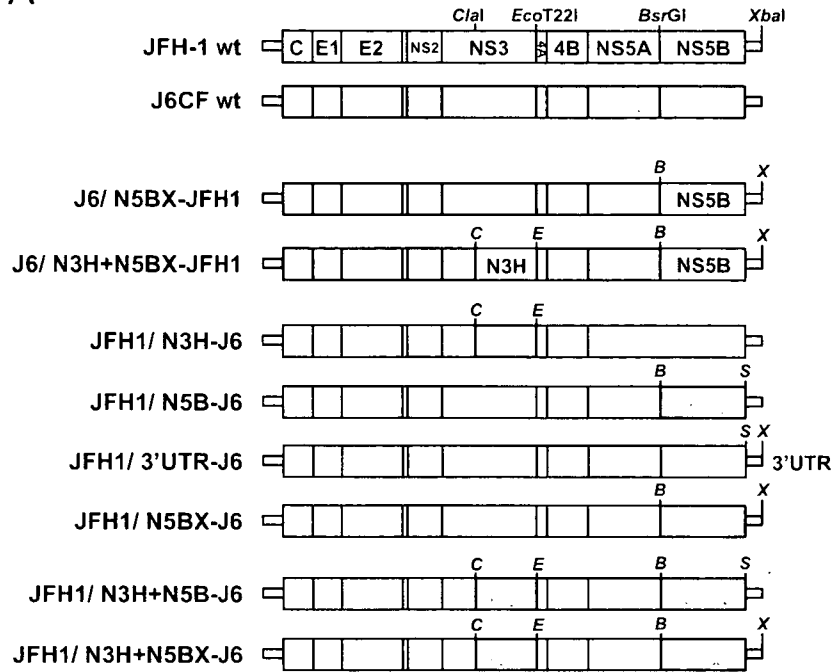 ClaI EcoT22I BsrGI XbaI
JFH-1 wt C E1 E2 NS2 NS3 4A 4B NS5A NS5B
J6CF wt
B X
J6/ N5BX-JFH1 NS5B
C E B X
J6/ N3H+N5BX-JFH1 N3H NS5B
C E
JFH1/ N3H-J6
B S
JFH1/ N5B-J6
S X
JFH1/ 3'UTR-J6 3'UTR
B X
JFH1/ N5BX-J6
C E B S
JFH1/ N3H+N5B-J6
C E B X
JFH1/ N3H+N5BX-J6